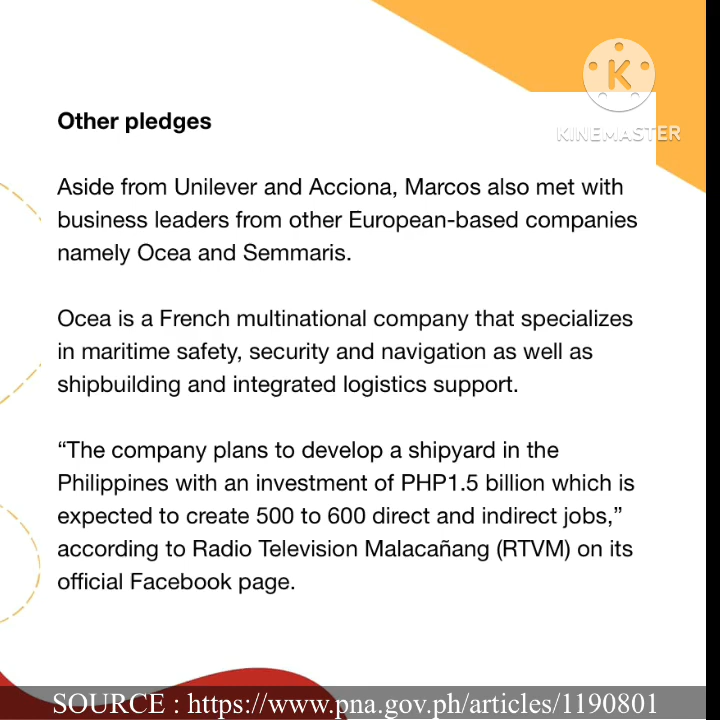 K
KINEMASTER
Other pledges
Aside from Unilever and Acciona, Marcos also met with
business leaders from other European-based companies
namely Ocea and Semmaris.
Ocea is a French multinational company that specializes
in maritime safety, security and navigation as well as
shipbuilding and integrated logistics support.
“The company plans to develop a shipyard in the
Philippines with an investment of PHP1.5 billion which is
expected to create 500 to 600 direct and indirect jobs,”
according to Radio Television Malacañang (RTVM) on its
official Facebook page.
SOURCE : https://www.pna.gov.ph/articles/1190801